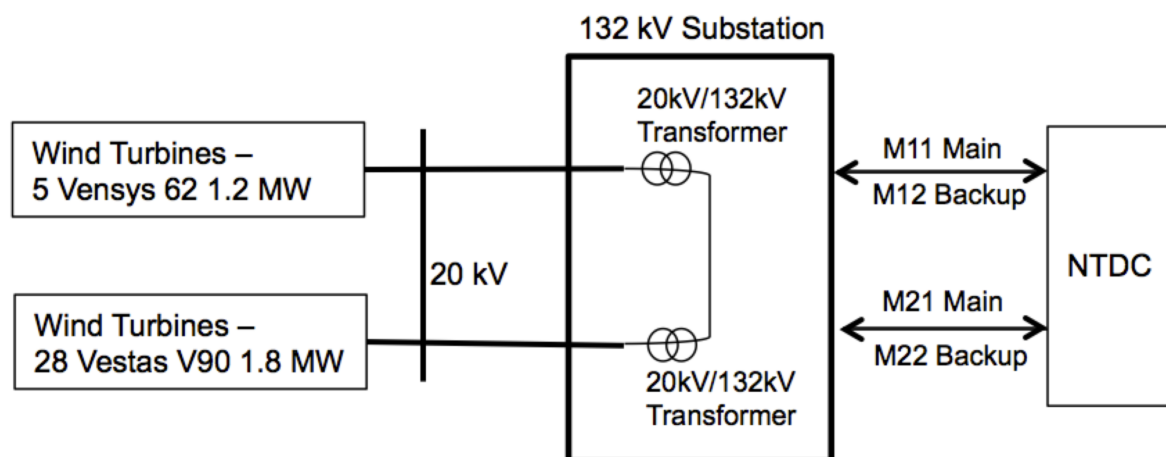 132 kV Substation
20kV/132kV
Transformer
Wind Turbines –
5 Vensys 62 1.2 MW
M11 Main
M12 Backup
20 kV
NTDC
Wind Turbines –
28 Vestas V90 1.8 MW
M21 Main
M22 Backup
20kV/132kV
Transformer